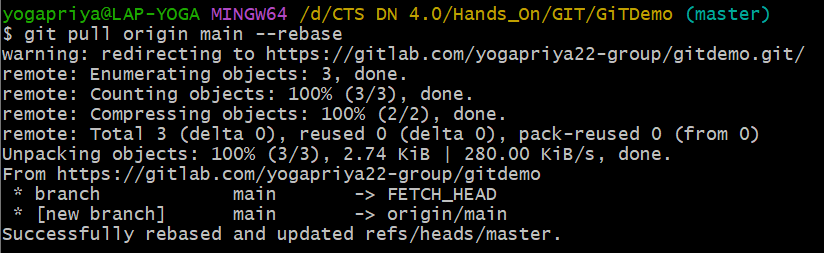 yogapriya@LAP-YOGA MINGW64 /d/CTS DN 4.0/Hands_On/GIT/GiTDemo (master)
$ git pull origin main --rebase
warning: redirecting to https://gitlab.com/yogapriya22-group/gitdemo.git/
remote: Enumerating objects: 3, done.
remote: Counting objects: 100% (3/3), done.
remote: Compressing objects: 100% (2/2), done.
remote: Total 3 (delta 0), reused 0 (delta 0), pack-reused 0 (from 0)
Unpacking objects: 100% (3/3), 2.74 KiB | 280.00 KiB/s, done.
From https://gitlab.com/yogapriya22-group/gitdemo
 * branch            main       -> FETCH_HEAD
 * [new branch]      main       -> origin/main
Successfully rebased and updated refs/heads/master.